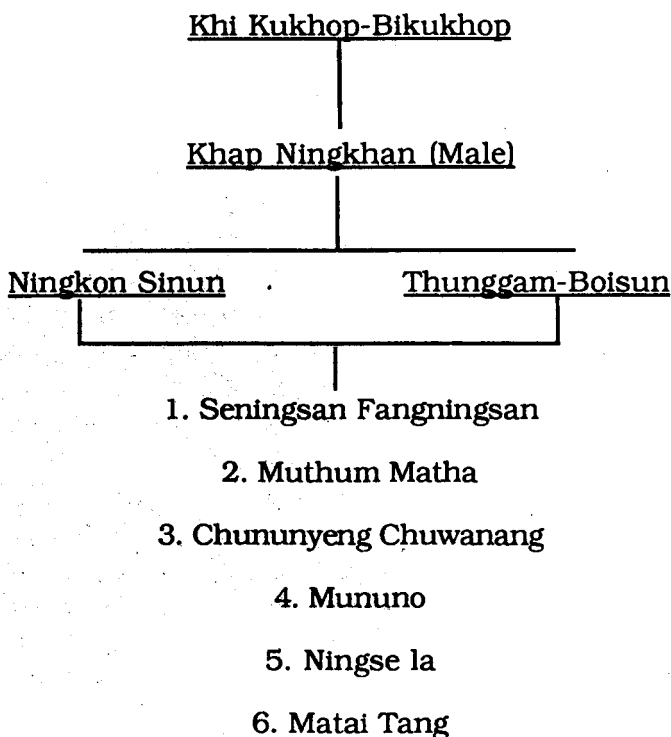 Khi Kukhop-Bikukhop
Khap Ningkhan (Male)
Ningkon Sinun Thunggam-Boisun
1. Seningsan Fangningsan
2. Muthum Matha
3. Chununyeng Chuwanang
4. Mununo
5. Ningse la
6. Matai Tang